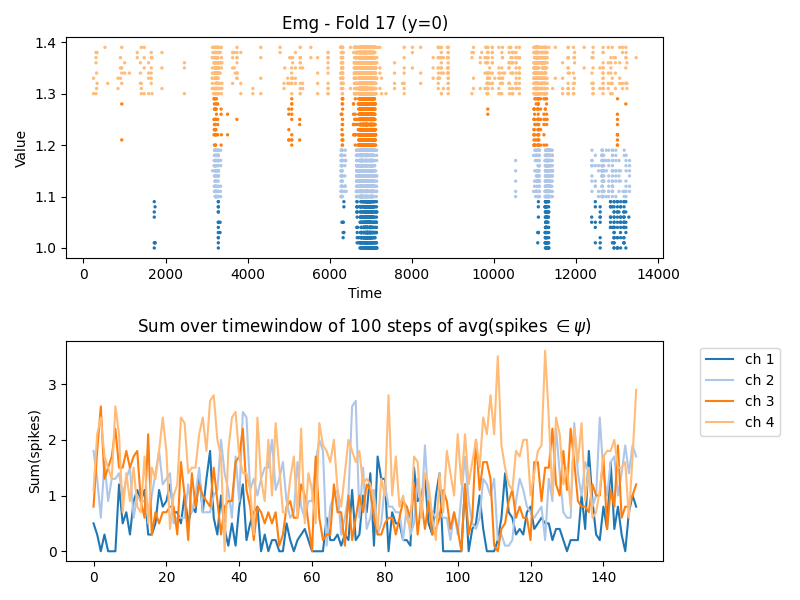 Emg - Fold 17 (y=0)
1.4
1.3
1.2
1.1
1.0
Value
0 2000 4000 6000 8000 10000 12000 14000
Time
Sum over timewindow of 100 steps of avg(spikes ∈ ψ)
3
2
1
0
Sum(spikes)
0 20 40 60 80 100 120 140
ch 1
ch 2
ch 3
ch 4